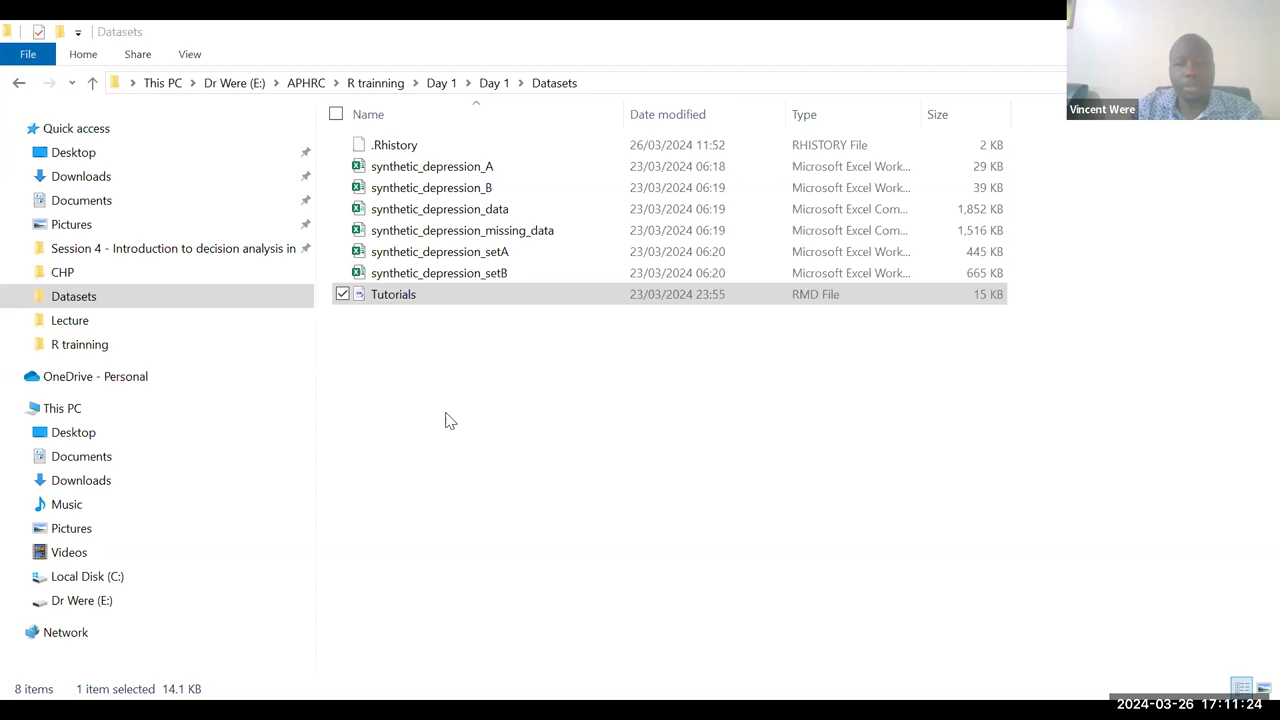 Datasets
File Home Share View
This PC Dr Were (E:) APHRC R trainning Day 1 Day 1 Datasets
Vincent Were
Name Date modified Type Size
Quick access
Desktop
Downloads
Documents
Pictures
Session 4 - Introduction to decision analysis in
CHP
Datasets
Lecture
R trainning
OneDrive - Personal
This PC
Desktop
Documents
Downloads
Music
Pictures
Videos
Local Disk (C:)
Dr Were (E:)
Network
.Rhistory 26/03/2024 11:52 RHISTORY File 2 KB
synthetic_depression_A 23/03/2024 06:18 Microsoft Excel Work... 29 KB
synthetic_depression_B 23/03/2024 06:19 Microsoft Excel Work... 39 KB
synthetic_depression_data 23/03/2024 06:19 Microsoft Excel Com... 1,852 KB
synthetic_depression_missing_data 23/03/2024 06:19 Microsoft Excel Com... 1,516 KB
synthetic_depression_setA 23/03/2024 06:20 Microsoft Excel Work... 445 KB
synthetic_depression_setB 23/03/2024 06:20 Microsoft Excel Work... 665 KB
Tutorials 23/03/2024 23:55 RMD File 15 KB
8 items 1 item selected 14.1 KB
2024-03-26 17:11:24